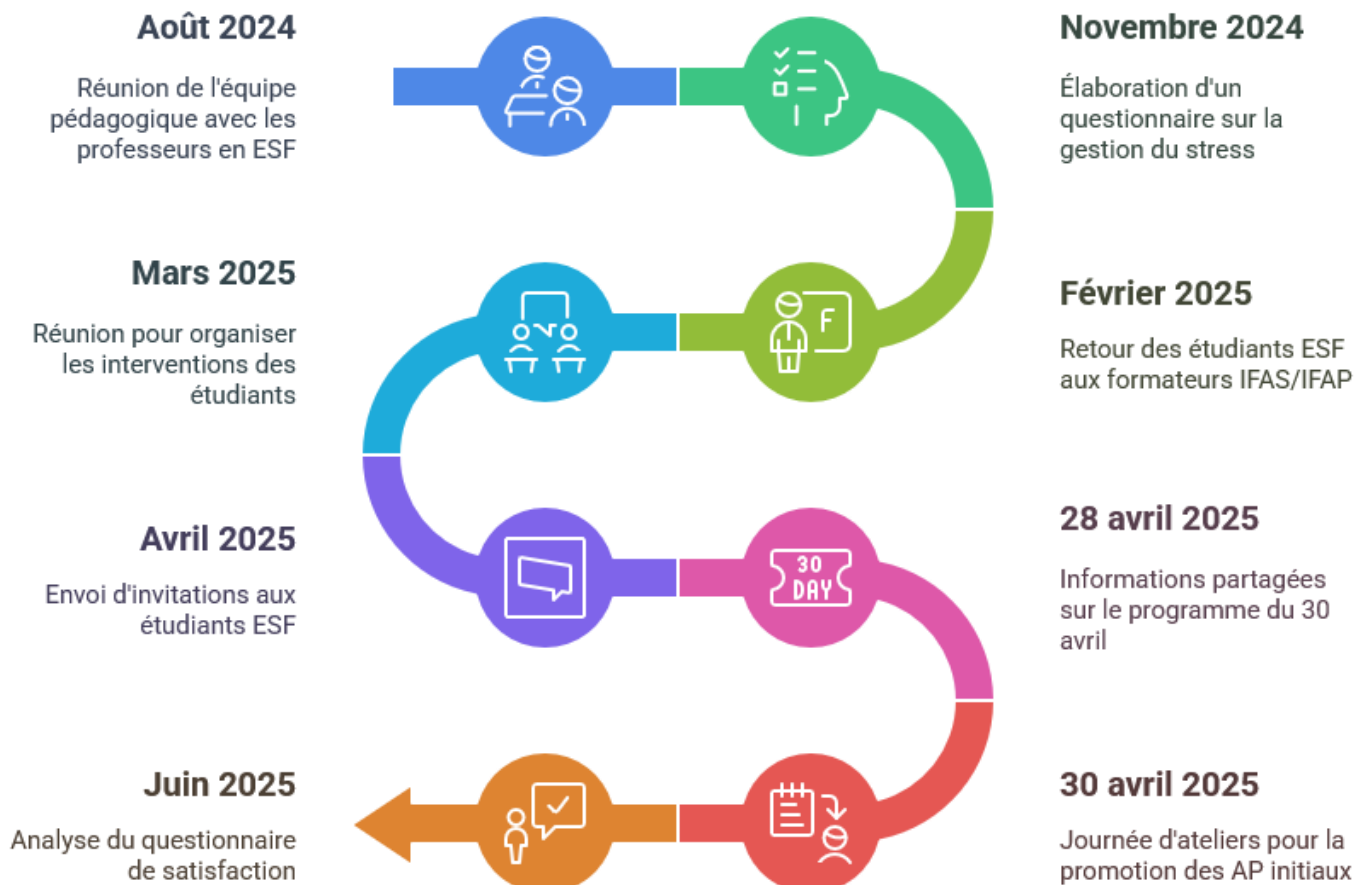 Août 2024
Réunion de l'équipe
pédagogique avec les
professeurs en ESF
Novembre 2024
Élaboration d'un
questionnaire sur la
gestion du stress
Février 2025
Retour des étudiants ESF
aux formateurs IFAS/IFAP
F
Mars 2025
Réunion pour organiser
les interventions des
étudiants
Avril 2025
Envoi d'invitations aux
étudiants ESF
28 avril 2025
Informations partagées
sur le programme du 30
avril
30
DAY
30 avril 2025
Journée d'ateliers pour la
promotion des AP initiaux
Juin 2025
Analyse du questionnaire
de satisfaction